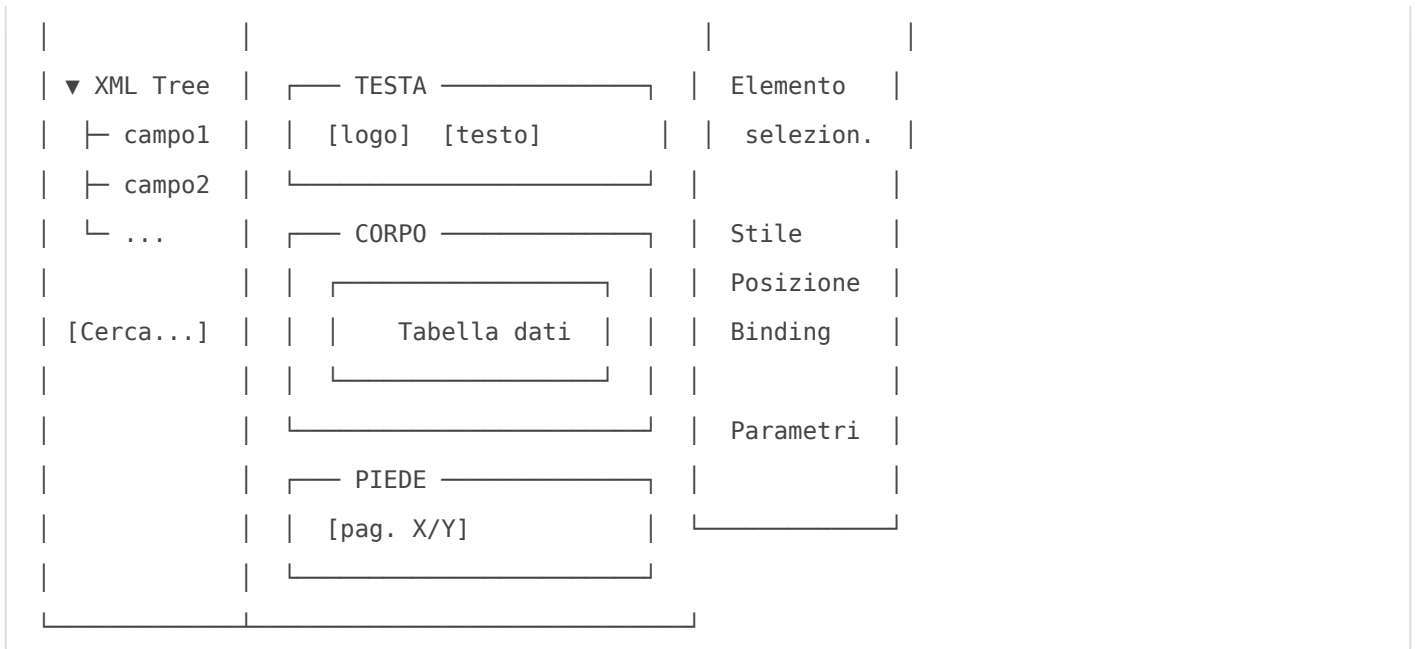 │             │                              │             │
│ ▼ XML Tree  │  ┌─── TESTA ──────────────┐  │  Elemento   │
│  ├─ campo1  │  │  [logo]  [testo]        │  │  selezion.  │
│  ├─ campo2  │  └────────────────────────┘  │             │
│  └─ ...     │  ┌─── CORPO ──────────────┐  │  Stile      │
│             │  │  ┌──────────────────┐  │  │  Posizione  │
│ [Cerca...]  │  │  │    Tabella dati  │  │  │  Binding    │
│             │  │  └──────────────────┘  │  │             │
│             │  └────────────────────────┘  │  Parametri  │
│             │  ┌─── PIEDE ──────────────┐  │             │
│             │  │  [pag. X/Y]            │  └─────────────┘
│             │  └────────────────────────┘
└─────────────┴─────────────────────────────┘